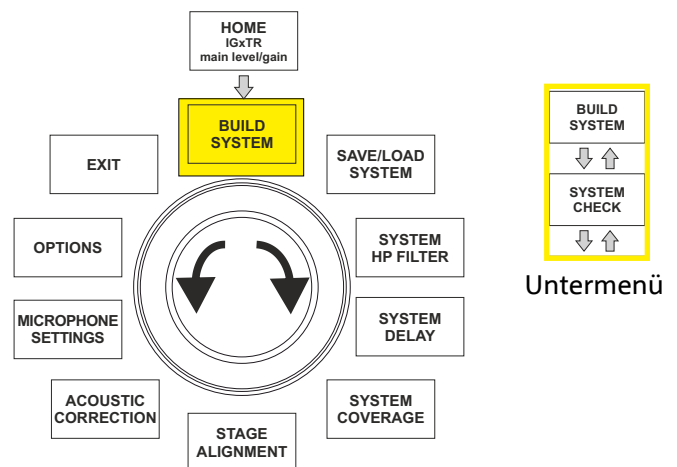 HOME
IGxTR
main level/gain
BUILD
SYSTEM
SAVE/LOAD
SYSTEM
SYSTEM
HP FILTER
SYSTEM
DELAY
SYSTEM
COVERAGE
STAGE
ALIGNMENT
ACOUSTIC
CORRECTION
MICROPHONE
SETTINGS
OPTIONS
EXIT
BUILD
SYSTEM
SYSTEM
CHECK
Untermenü